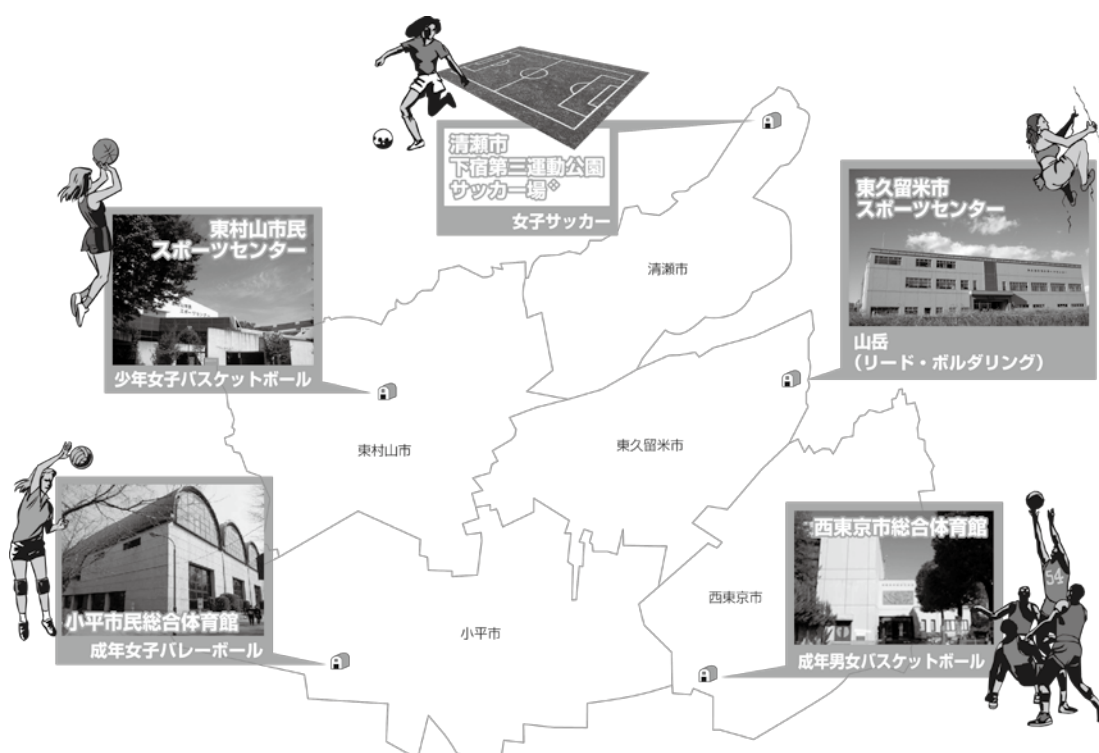 清瀬市
下宿第三運動公園
サッカー場※
女子サッカー
東村山市民
スポーツセンター
少年女子バスケットボール
東久留米市
スポーツセンター
山岳
（リード・ボルダリング）
清瀬市
東村山市
東久留米市
小平市民総合体育館
成年女子バレーボール
西東京市総合体育館
成年男女バスケットボール
54
西東京市
小平市